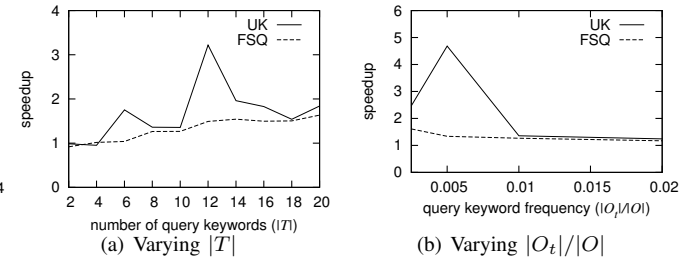 4
UK
FSQ
speedup
4
3
2
1
0
2 4 6 8 10 12 14 16 18 20
number of query keywords (|T|)
(a) Varying |T|
UK
FSQ
speedup
6
5
4
3
2
1
0
0.005 0.01 0.015 0.02
query keyword frequency (|O_t|/|O|)
(b) Varying |O_t|/|O|